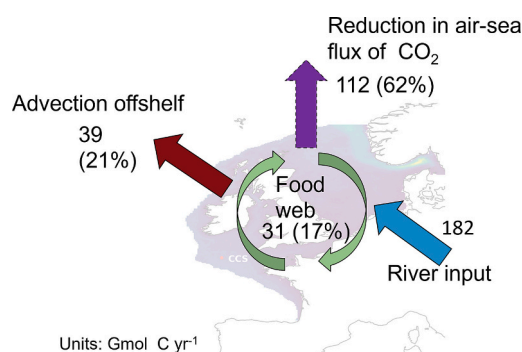 Reduction in air-sea
flux of CO₂
112 (62%)
Advection offshelf
39
(21%)
Food
web
31 (17%)
182
River input
CCS
Units: Gmol C yr⁻¹